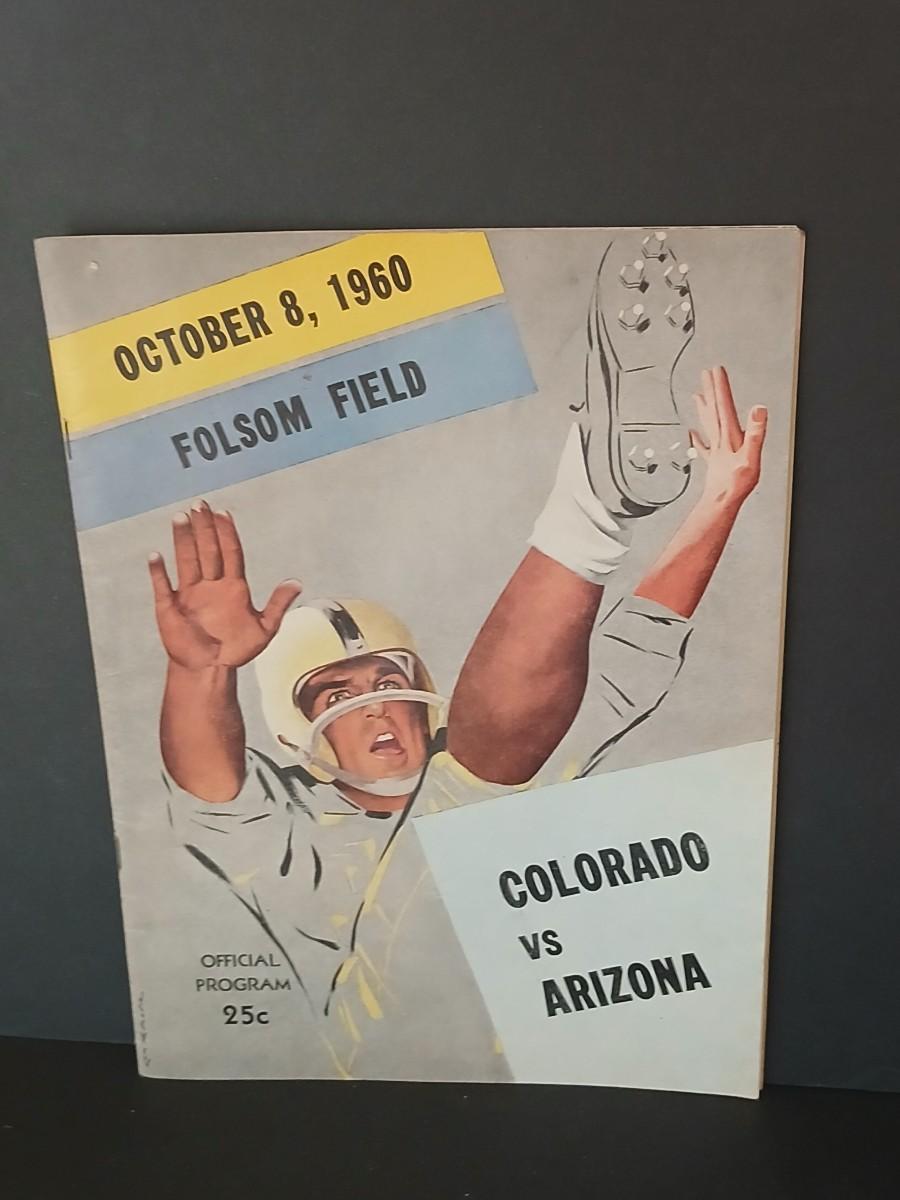 OCTOBER 8, 1960
FOLSOM FIELD
COLORADO
VS
ARIZONA
OFFICIAL
PROGRAM
25c